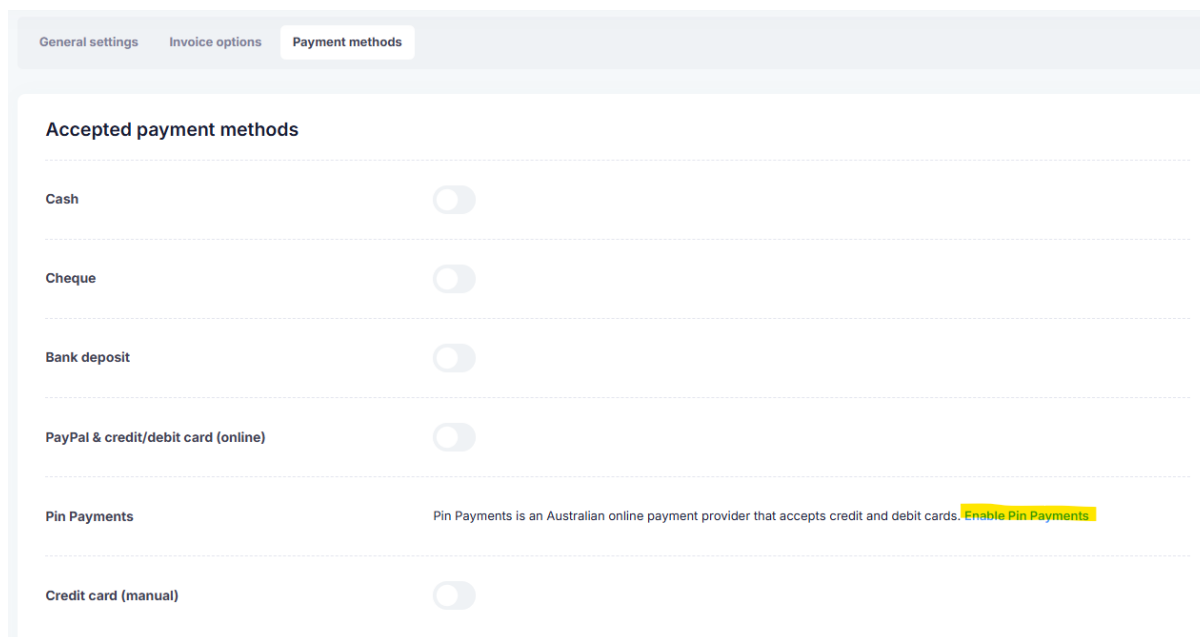 General settings Invoice options Payment methods
Accepted payment methods
Cash
Cheque
Bank deposit
PayPal & credit/debit card (online)
Pin Payments Pin Payments is an Australian online payment provider that accepts credit and debit cards. Enable Pin Payments
Credit card (manual)